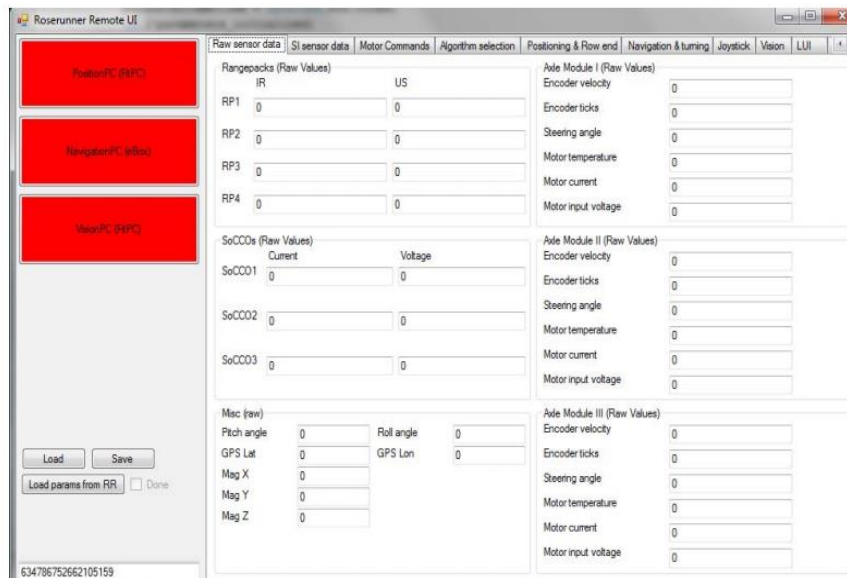 Roserunner Remote UI
PositionPC (FitPC)
NavigationPC (eBox)
VisionPC (FitPC)
Load Save
Load params from RR Done
634786752662105159
Raw sensor data SI sensor data Motor Commands Algorithm selection Positioning & Row end Navigation & turning Joystick Vision LUI
Rangepacks (Raw Values)
IR US
RP1 0 0
RP2 0 0
RP3 0 0
RP4 0 0
SoCCOs (Raw Values)
Current Voltage
SoCCO1 0 0
SoCCO2 0 0
SoCCO3 0 0
Misc (raw)
Pitch angle 0 Roll angle 0
GPS Lat 0 GPS Lon 0
Mag X 0
Mag Y 0
Mag Z 0
Axle Module I (Raw Values)
Encoder velocity 0
Encoder ticks 0
Steering angle 0
Motor temperature 0
Motor current 0
Motor input voltage 0
Axle Module II (Raw Values)
Encoder velocity 0
Encoder ticks 0
Steering angle 0
Motor temperature 0
Motor current 0
Motor input voltage 0
Axle Module III (Raw Values)
Encoder velocity 0
Encoder ticks 0
Steering angle 0
Motor temperature 0
Motor current 0
Motor input voltage 0